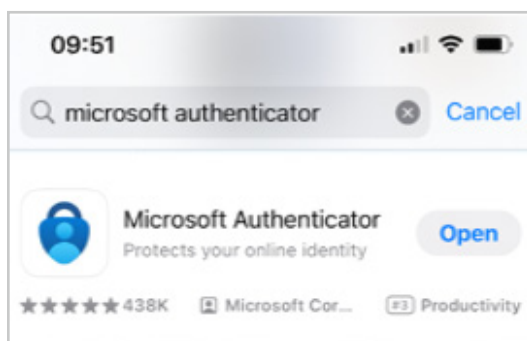 09:51
microsoft authenticator Cancel
Microsoft Authenticator
Open
Protects your online identity
438K Microsoft Cor... #3 Productivity